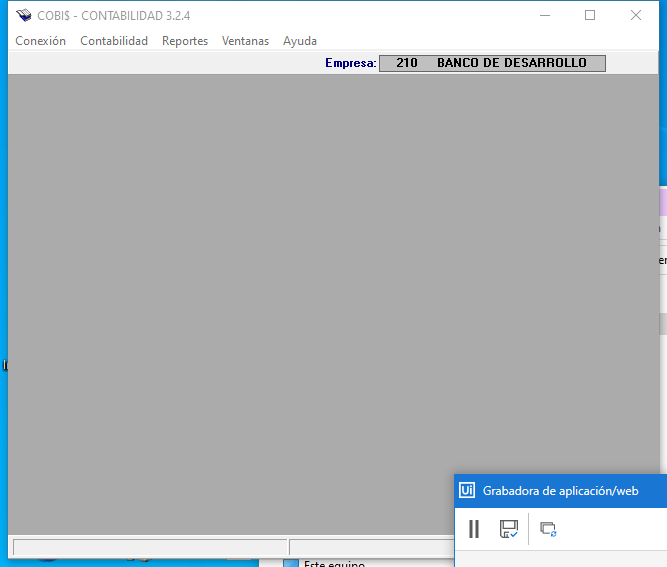 COBIS - CONTABILIDAD 3.2.4
Conexión Contabilidad Reportes Ventanas Ayuda
Empresa: 210 BANCO DE DESARROLLO
Ui Grabadora de aplicación/web
Este equipo